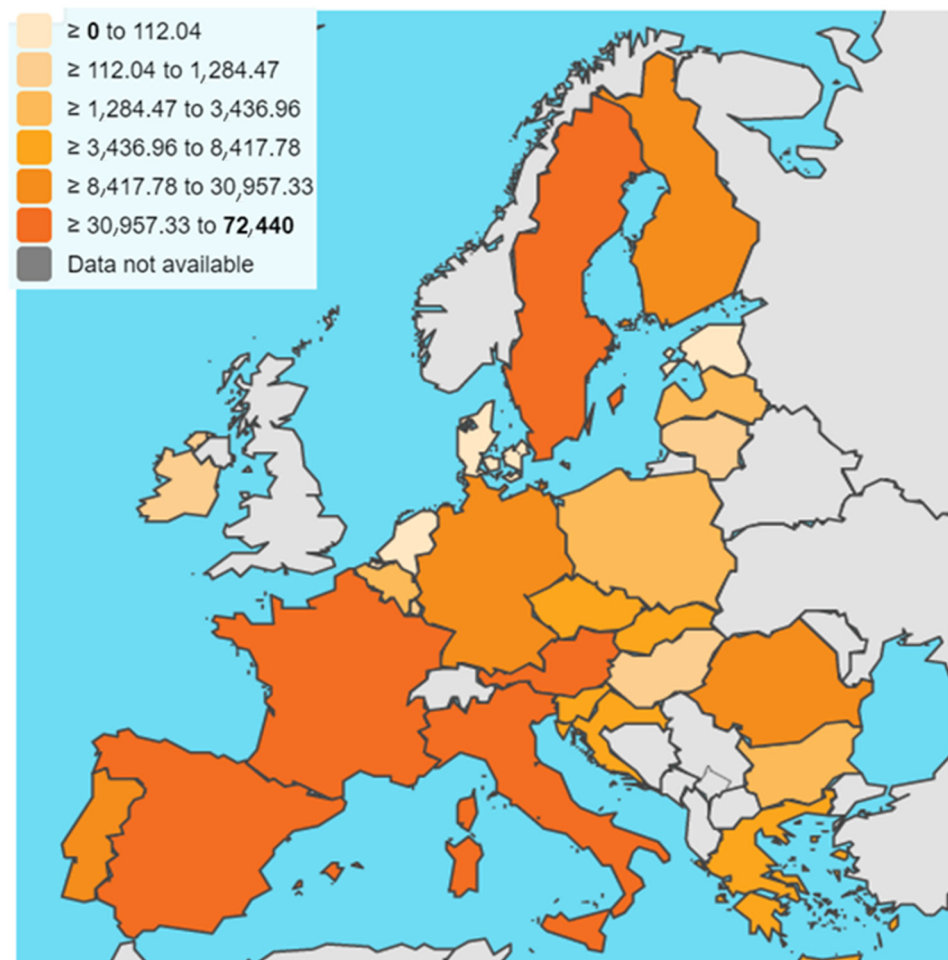 ≥ 0 to 112.04
≥ 112.04 to 1,284.47
≥ 1,284.47 to 3,436.96
≥ 3,436.96 to 8,417.78
≥ 8,417.78 to 30,957.33
≥ 30,957.33 to 72,440
Data not available